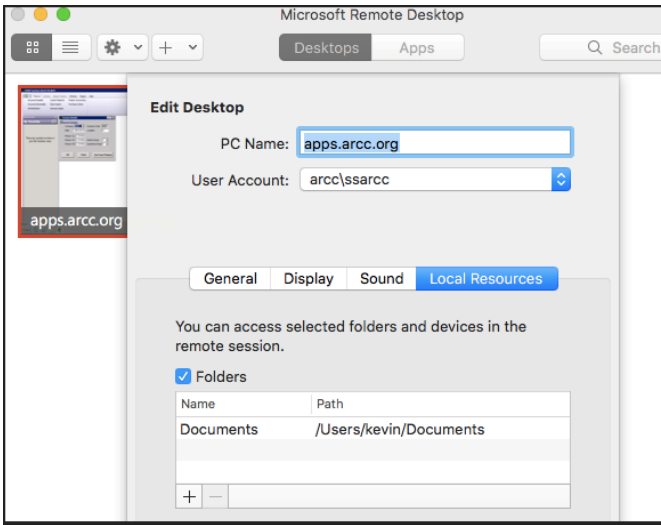 Microsoft Remote Desktop
Desktops Apps Search
Edit Desktop
PC Name: apps.arcc.org
User Account: arcc\ssarcc
apps.arcc.org
General Display Sound Local Resources
You can access selected folders and devices in the
remote session.
Folders
Name Path
Documents /Users/kevin/Documents